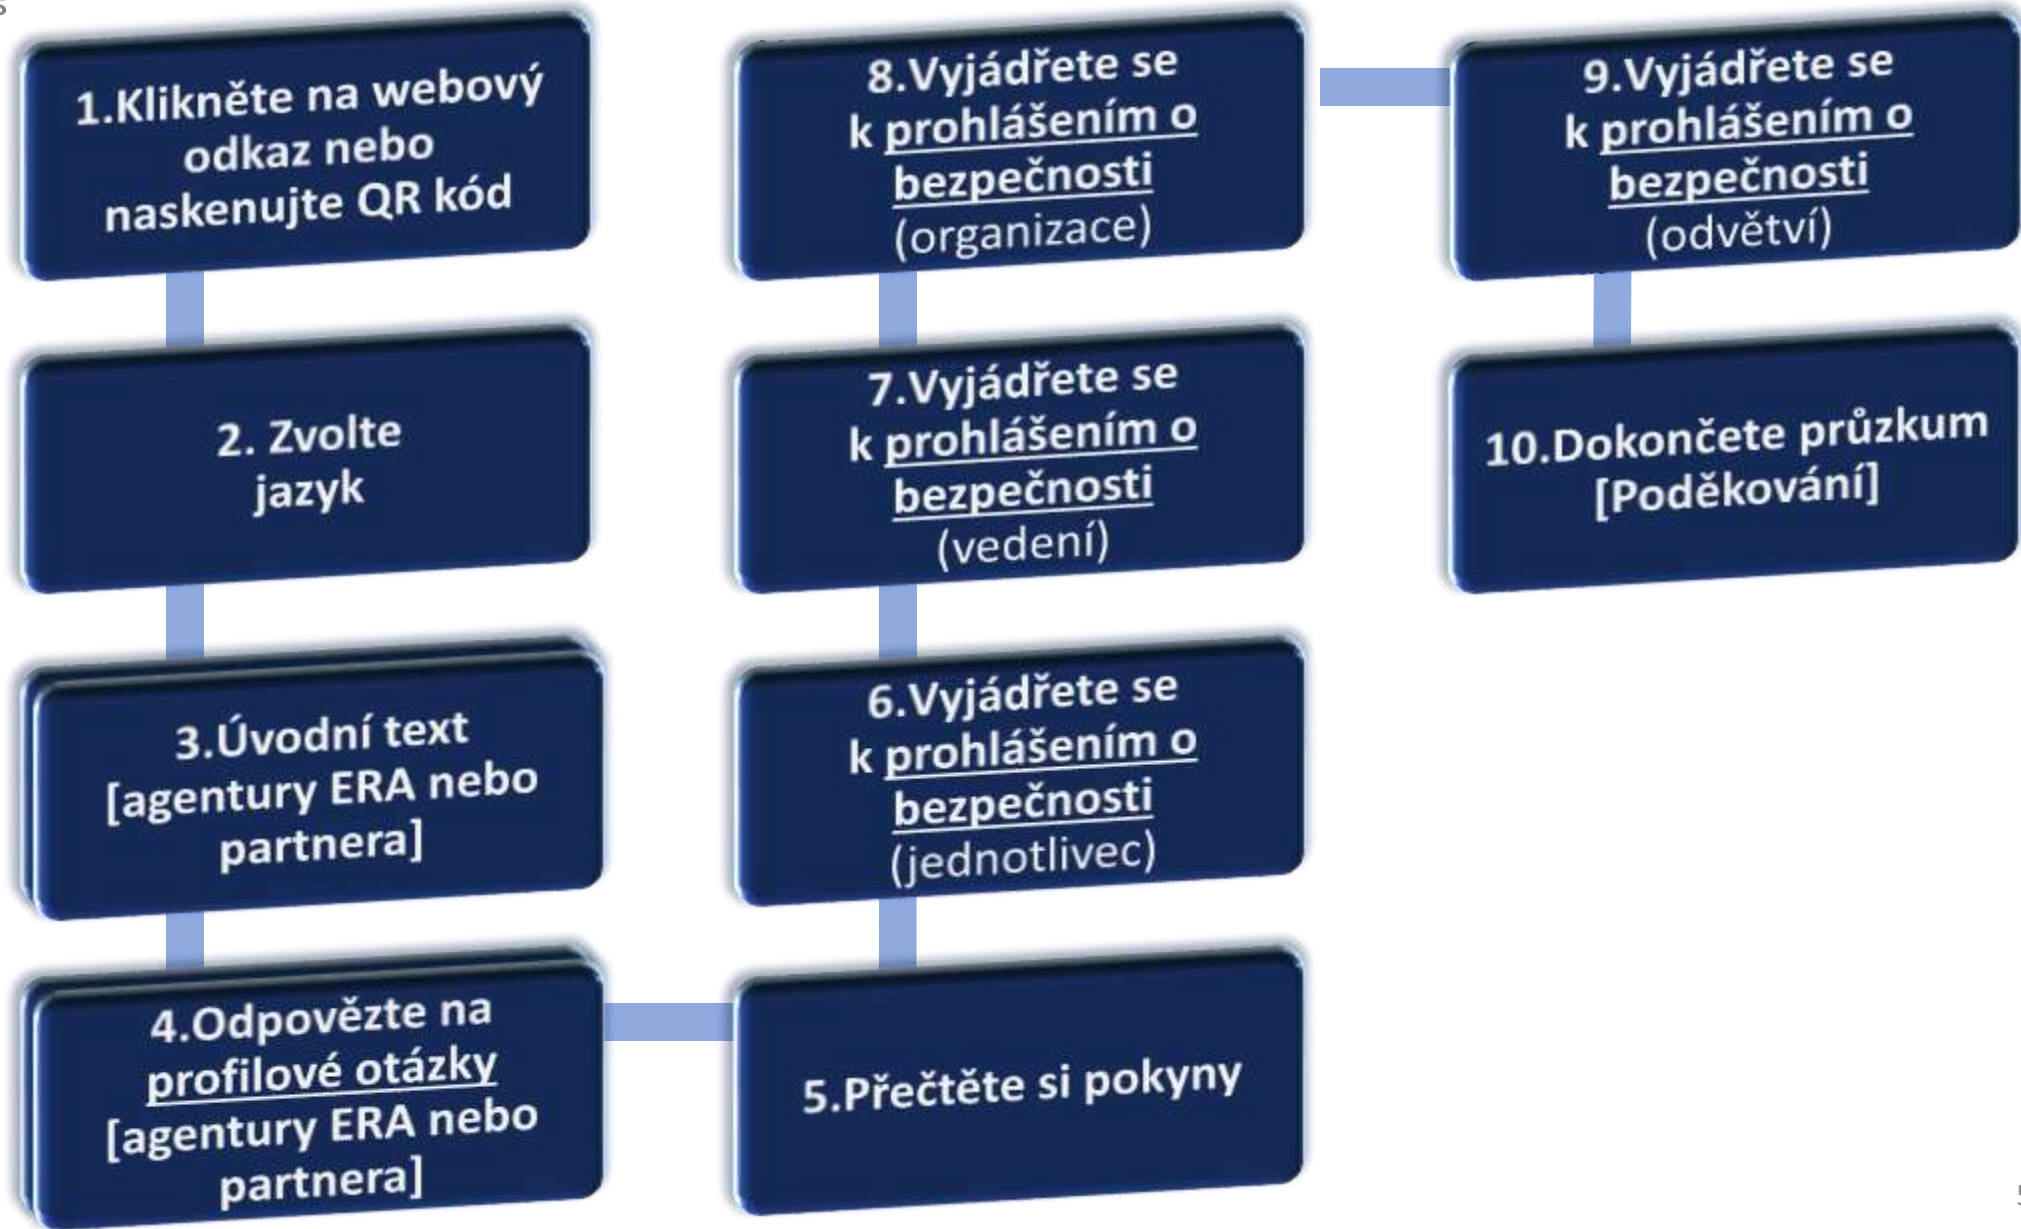 1.Klikněte na webový
odkaz nebo
naskenujte QR kód
2. Zvolte
jazyk
3.Úvodní text
[agentury ERA nebo
partnera]
4.Odpovězte na
profilové otázky
[agentury ERA nebo
partnera]
5.Přečtěte si pokyny
6.Vyjádřete se
k prohlášením o
bezpečnosti
(jednotlivec)
7.Vyjádřete se
k prohlášením o
bezpečnosti
(vedení)
8.Vyjádřete se
k prohlášením o
bezpečnosti
(organizace)
9.Vyjádřete se
k prohlášením o
bezpečnosti
(odvětví)
10.Dokončete průzkum
[Poděkování]